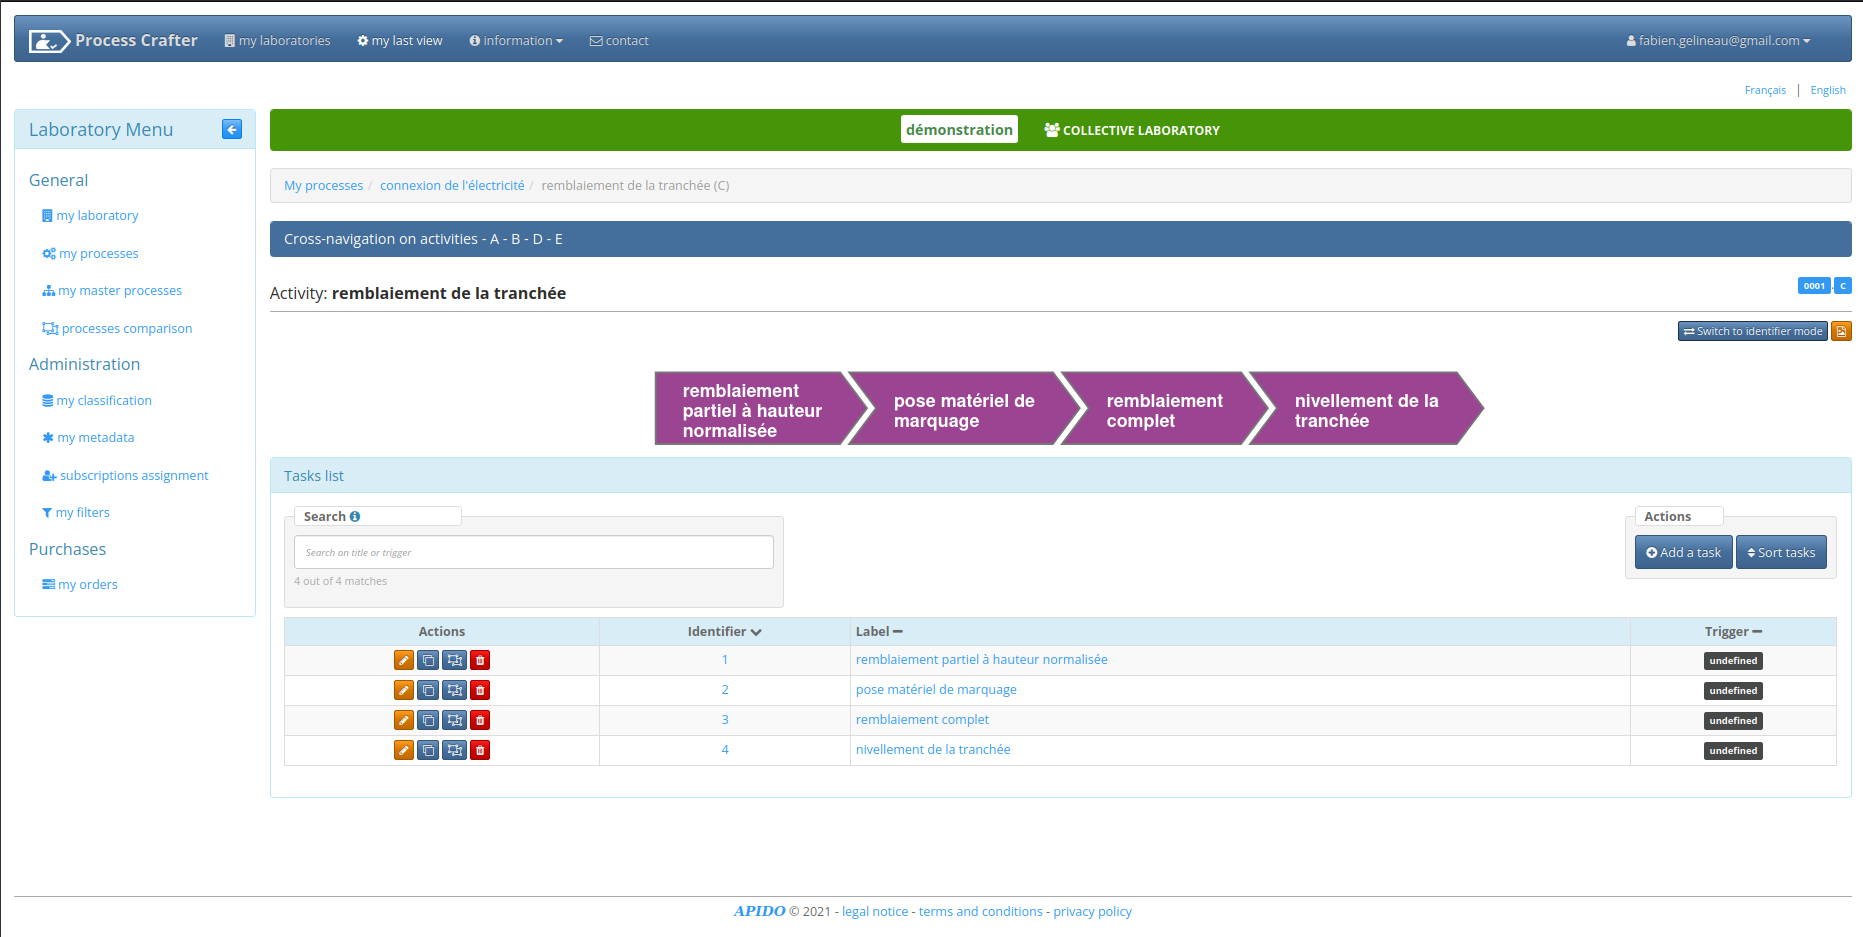 Process Crafter my laboratories my last view information contact fabien.gelineau@gmail.com
Français | English
Laboratory Menu
General
my laboratory
my processes
my master processes
processes comparison
Administration
my classification
my metadata
subscriptions assignment
my filters
Purchases
my orders
démonstration COLLECTIVE LABORATORY
My processes / connexion de l'électricité / remblaiement de la tranchée (C)
Cross-navigation on activities - A - B - D - E
Activity: remblaiement de la tranchée
0001 . C
Switch to identifier mode
remblaiement
partiel à hauteur
normalisée
pose matériel de
marquage
remblaiement
complet
nivellement de la
tranchée
Tasks list
Search
Search on title or trigger
4 out of 4 matches
Actions
Add a task Sort tasks
Actions Identifier Label Trigger
1 remblaiement partiel à hauteur normalisée undefined
2 pose matériel de marquage undefined
3 remblaiement complet undefined
4 nivellement de la tranchée undefined
APIDO © 2021 - legal notice - terms and conditions - privacy policy